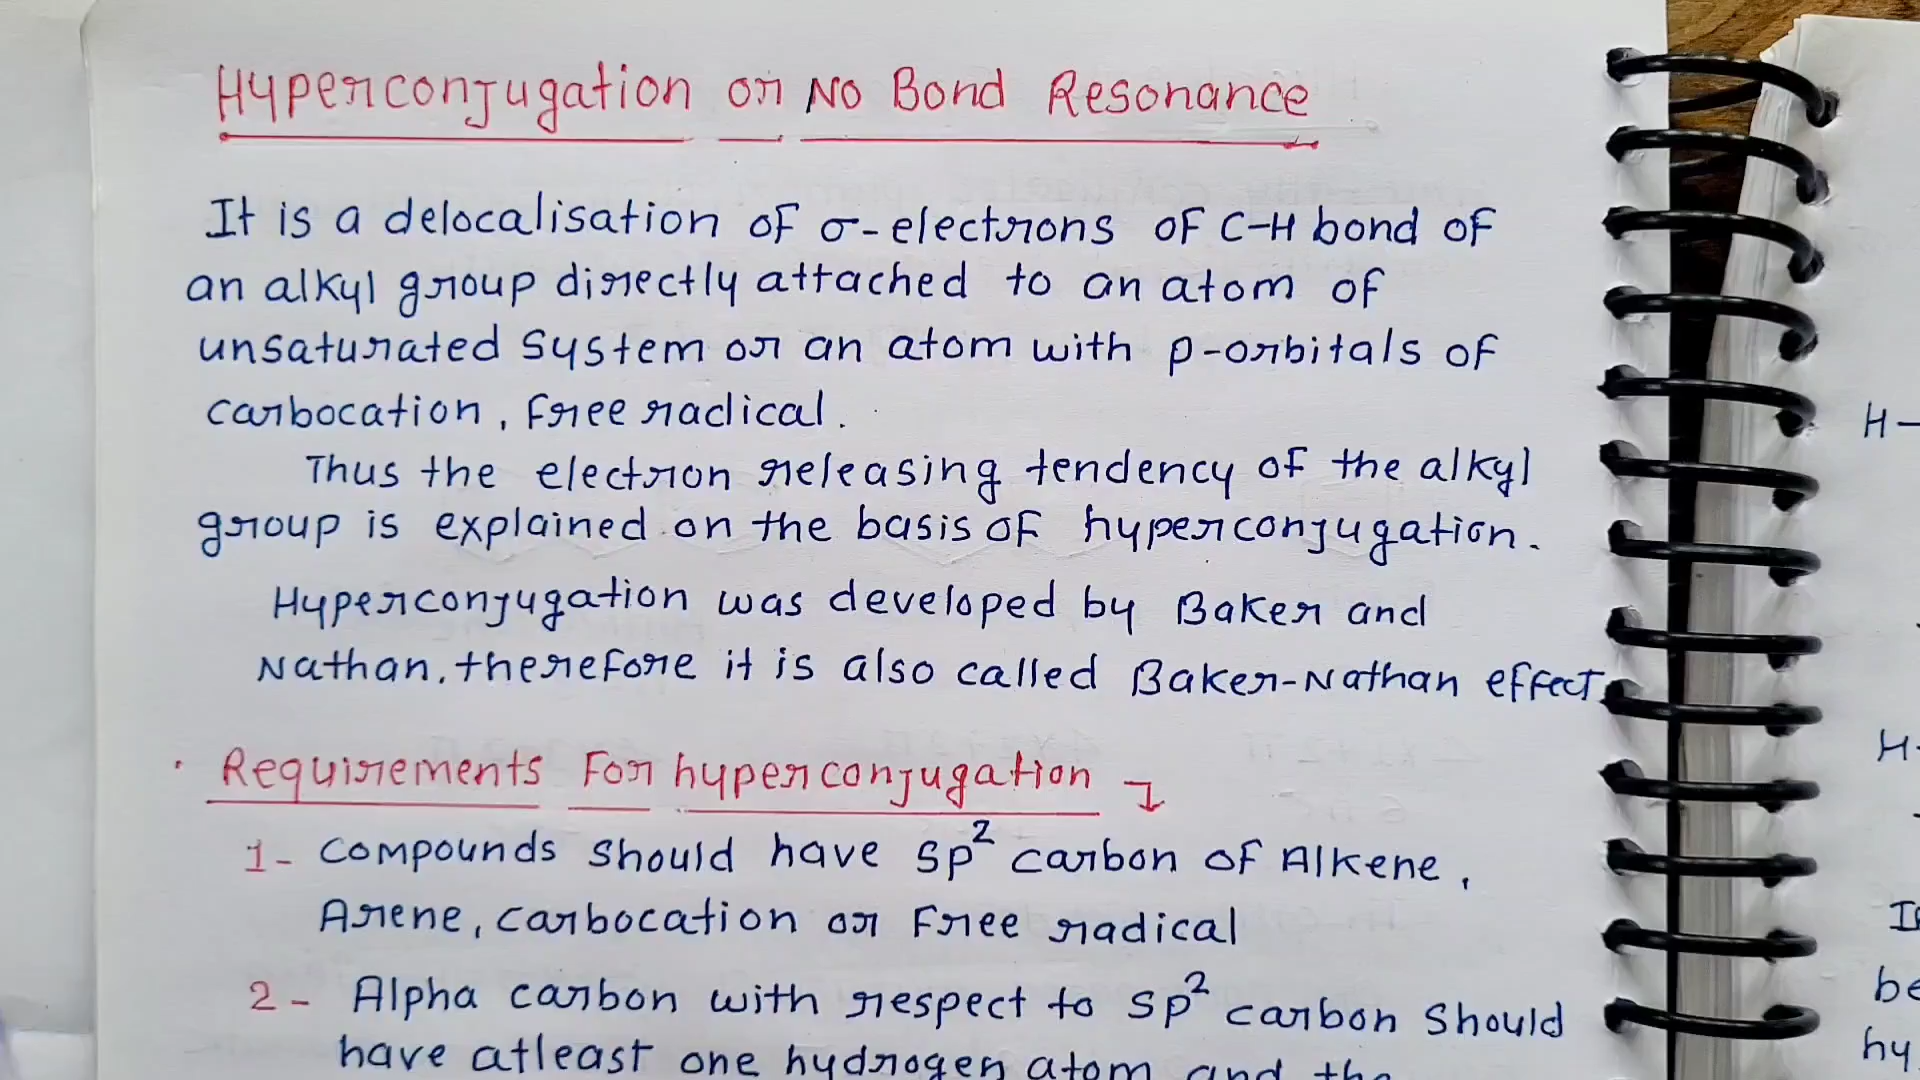 Hyperconjugation or No Bond Resonance
It is a delocalisation of σ-electrons of C-H bond of
an alkyl group directly attached to an atom of
unsaturated system or an atom with p-orbitals of
carbocation, free radical.
Thus the electron releasing tendency of the alkyl
group is explained on the basis of hyperconjugation.
Hyperconjugation was developed by Baker and
Nathan, therefore it is also called Baker-Nathan effect.
Requirements for hyperconjugation ↴
1- Compounds should have sp² carbon of Alkene,
Arene, carbocation or free radical
2- Alpha carbon with respect to sp² carbon should
have atleast one hydrogen atom and the
H-
H-
be
hy